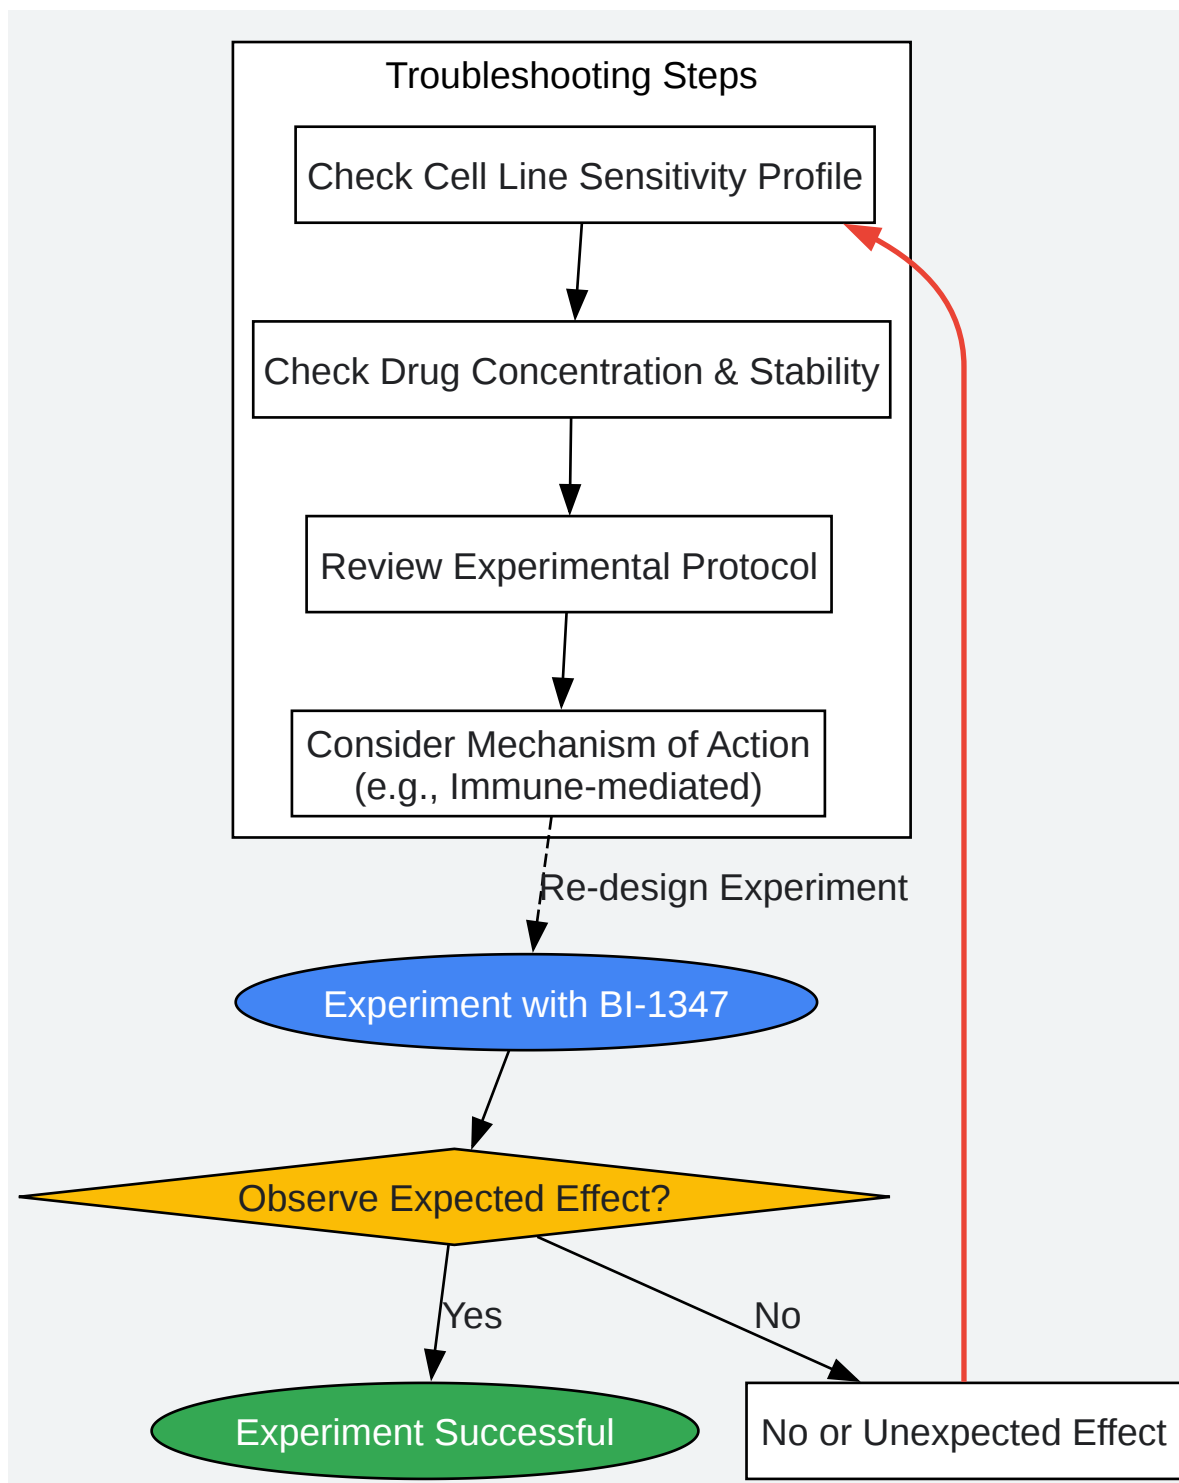 Troubleshooting Steps
Check Cell Line Sensitivity Profile
Check Drug Concentration & Stability
Review Experimental Protocol
Consider Mechanism of Action
(e.g., Immune-mediated)
Re-design Experiment
Experiment with BI-1347
Observe Expected Effect?
Yes
No
Experiment Successful
No or Unexpected Effect